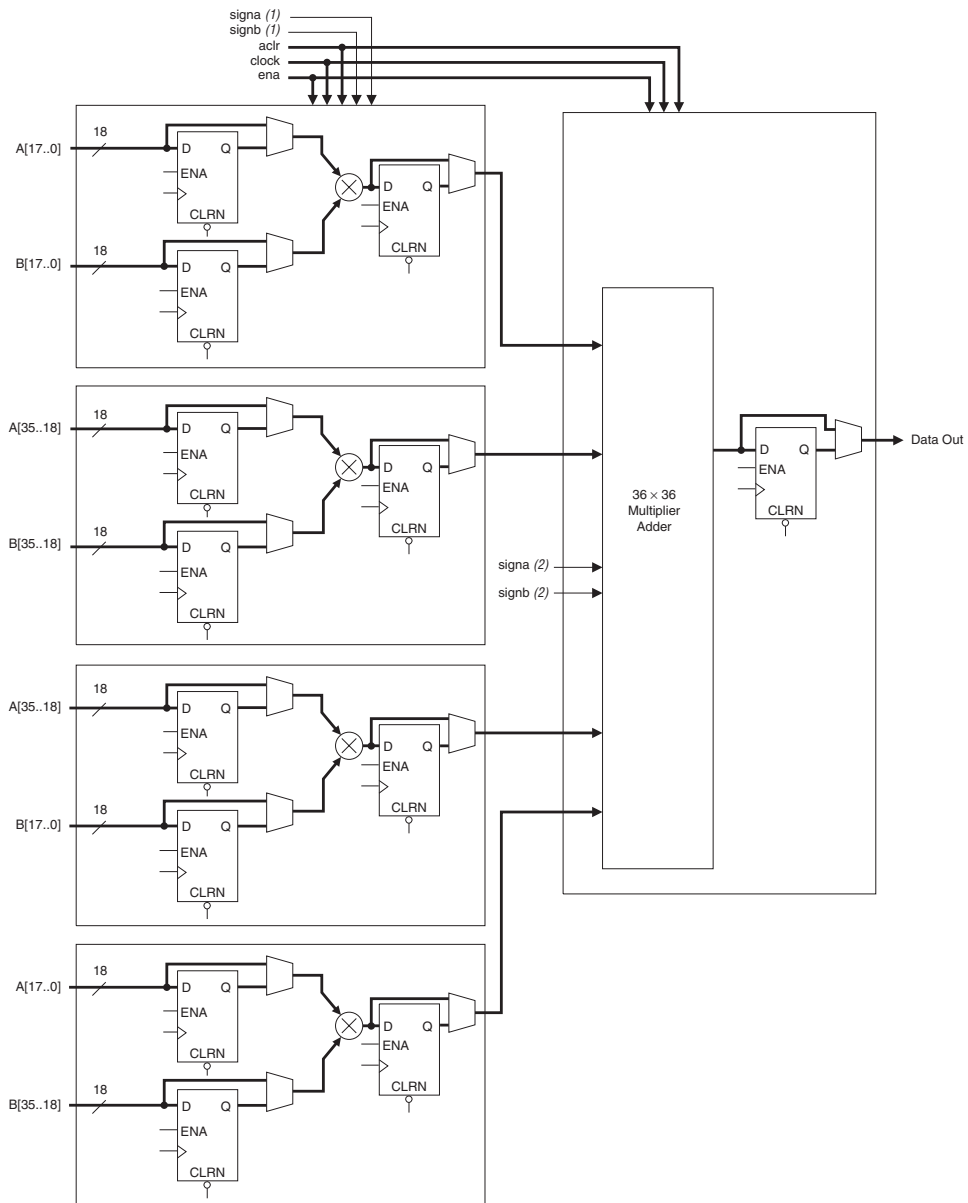 signa (1)
signb (1)
aclr
clock
ena
A[17..0]
18
D Q
ENA
CLRN
B[17..0]
18
D Q
ENA
CLRN
D Q
ENA
CLRN
A[35..18]
18
D Q
ENA
CLRN
B[35..18]
18
D Q
ENA
CLRN
D Q
ENA
CLRN
A[35..18]
18
D Q
ENA
CLRN
B[17..0]
18
D Q
ENA
CLRN
D Q
ENA
CLRN
A[17..0]
18
D Q
ENA
CLRN
B[35..18]
18
D Q
ENA
CLRN
D Q
ENA
CLRN
36 × 36
Multiplier
Adder
signa (2)
signb (2)
D Q
ENA
CLRN
Data Out